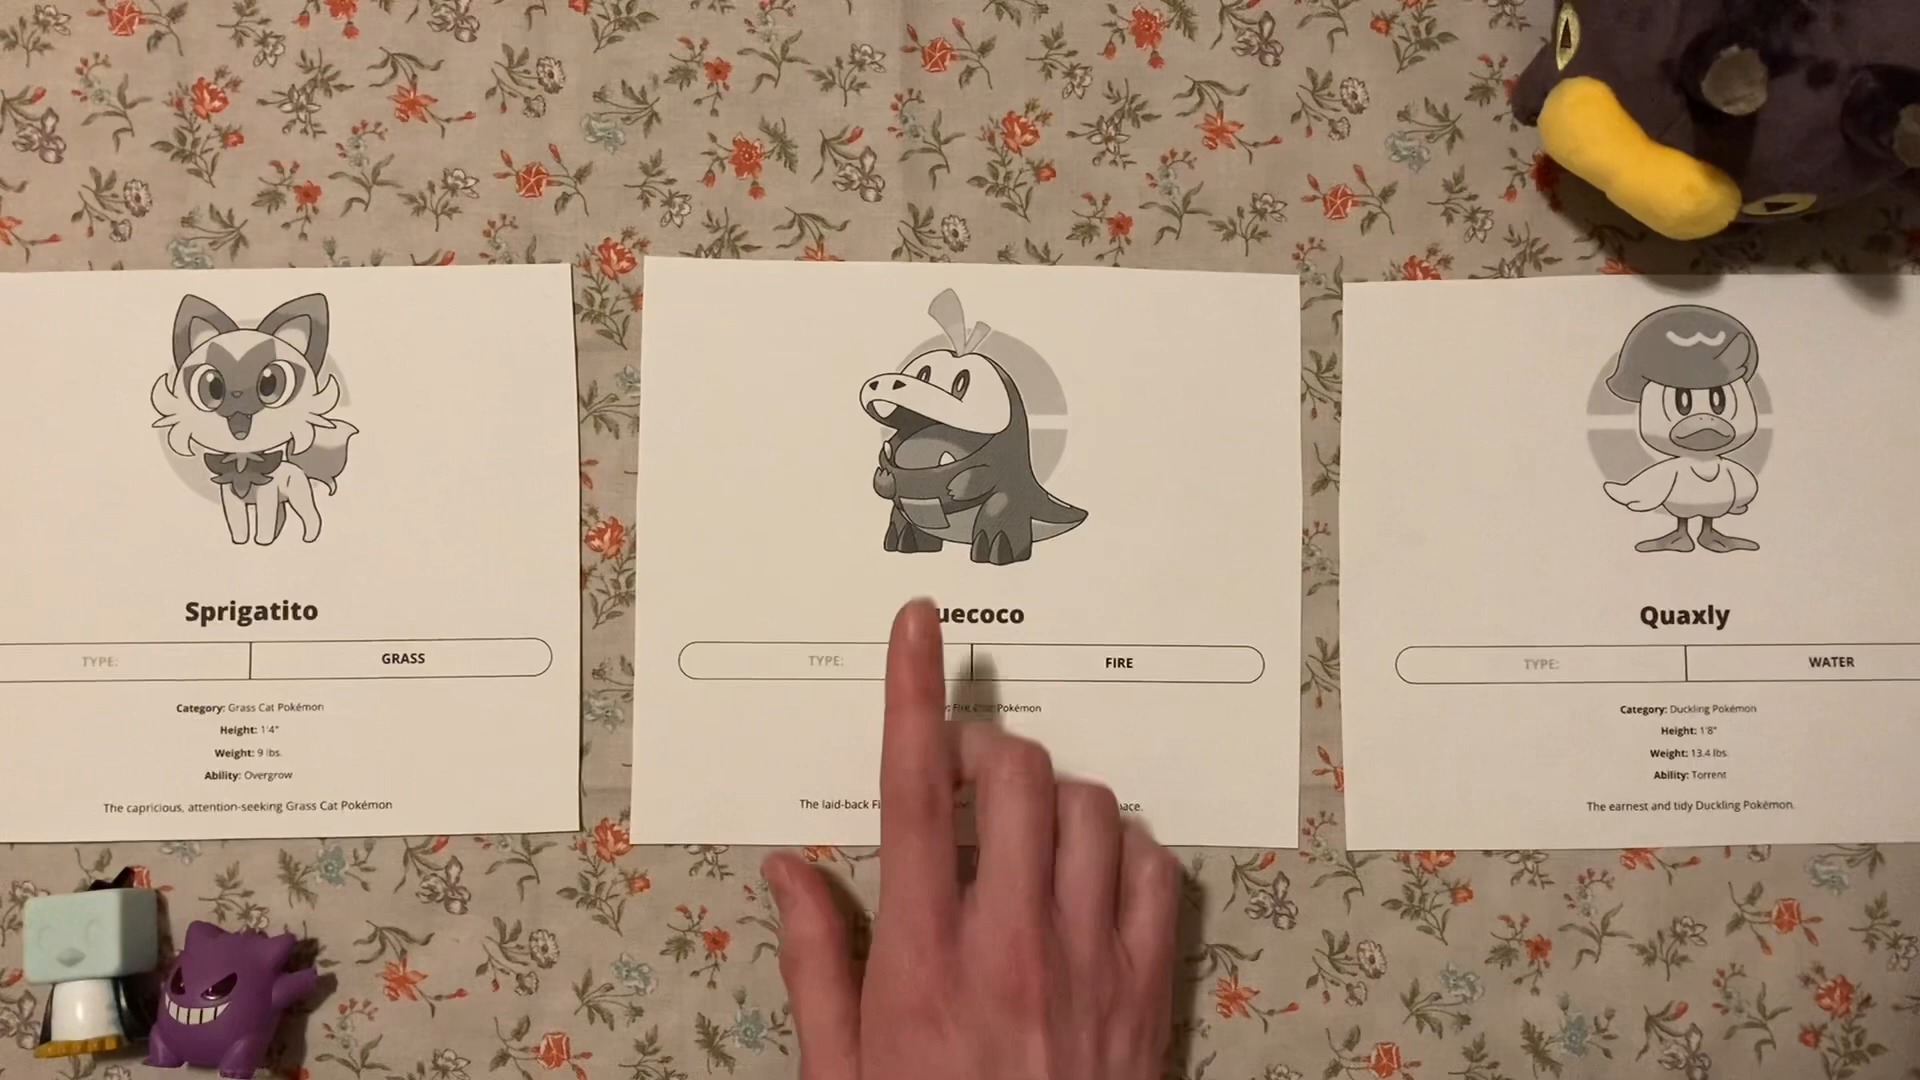 Sprigatito
TYPE: GRASS
Category: Grass Cat Pokémon
Height: 1'4"
Weight: 9 lbs.
Ability: Overgrow
The capricious, attention-seeking Grass Cat Pokémon
uecoco
TYPE: FIRE
Pokémon
The laid-back
Quaxly
TYPE: WATER
Category: Duckling Pokémon
Height: 1'8"
Weight: 13.4 lbs.
Ability: Torrent
The earnest and tidy Duckling Pokémon.